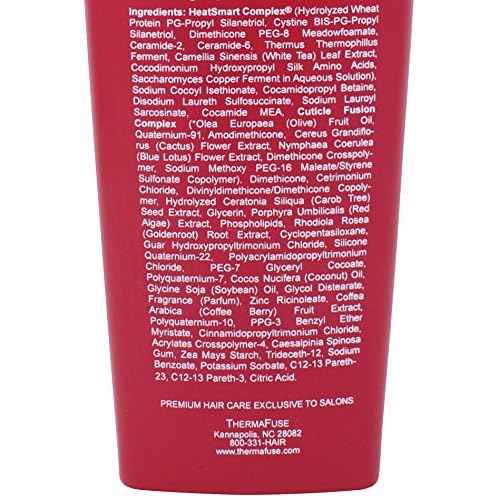 Ingredients: HeatSmart Complex® (Hydrolyzed Wheat
Protein PG-Propyl Silanetriol, Cystine BIS-PG-Propyl
Silanetriol, Dimethicone PEG-8 Meadowfoamate,
Ceramide-2, Ceramide-6, Thermus Thermophillus
Ferment, Camellia Sinensis (White Tea) Leaf Extract,
Cocodimonium Hydroxypropyl Silk Amino Acids,
Saccharomyces Copper Ferment in Aqueous Solution).
Sodium Cocoyl Isethionate, Cocamidopropyl Betaine,
Disodium Laureth Sulfosuccinate, Sodium Lauroyl
Sarcosinate, Cocamide MEA, Cuticle Fusion
Complex (*Olea Europaea (Olive) Fruit Oil,
Quaternium-91, Amodimethicone, Cereus Grandiflo-
rus (Cactus) Flower Extract, Nymphaea Coerulea
(Blue Lotus) Flower Extract, Dimethicone Crosspoly-
mer, Sodium Methyl PEG-16 Maleate/Styrene
Sulfonate Copolymer), Dimethicone, Cetrimonium
Chloride, Divinyldimethicone/Dimethicone Copoly-
mer, Hydrolyzed Ceratonia Siliqua (Carob Tree)
Seed Extract, Glycerin, Porphyra Umbilicalis (Red
Algae) Extract, Phospholipids, Rhodiola Rosea
(Goldenroot) Root Extract, Cyclopentasiloxane,
Guar Hydroxypropyltrimonium Chloride, Silicone
Quaternium-22, Polyacrylamidopropyltrimonium
Chloride, PEG-7 Glyceryl Cocoate,
Polyquaternium-7, Cocos Nucifera (Coconut) Oil,
Glycine Soja (Soybean) Oil, Glycol Distearate,
Fragrance (Parfum), Zinc Ricinoleate, Coffea
Arabica (Coffee Berry) Fruit Extract,
Polyquaternium-10, PPG-3 Benzyl Ether
Myristate, Cinnamidopropyltrimonium Chloride,
Acrylates Crosspolymer-4, Caesalpinia Spinosa
Gum, Zea Mays Starch, Trideceth-12, Sodium
Benzoate, Potassium Sorbate, C12-13 Pareth-
23, C12-13 Pareth-3, Citric Acid.
PREMIUM HAIR CARE EXCLUSIVE TO SALONS
THERMAFUSE
Kannapolis, NC 28082
800-331-HAIR
www.thermafuse.com